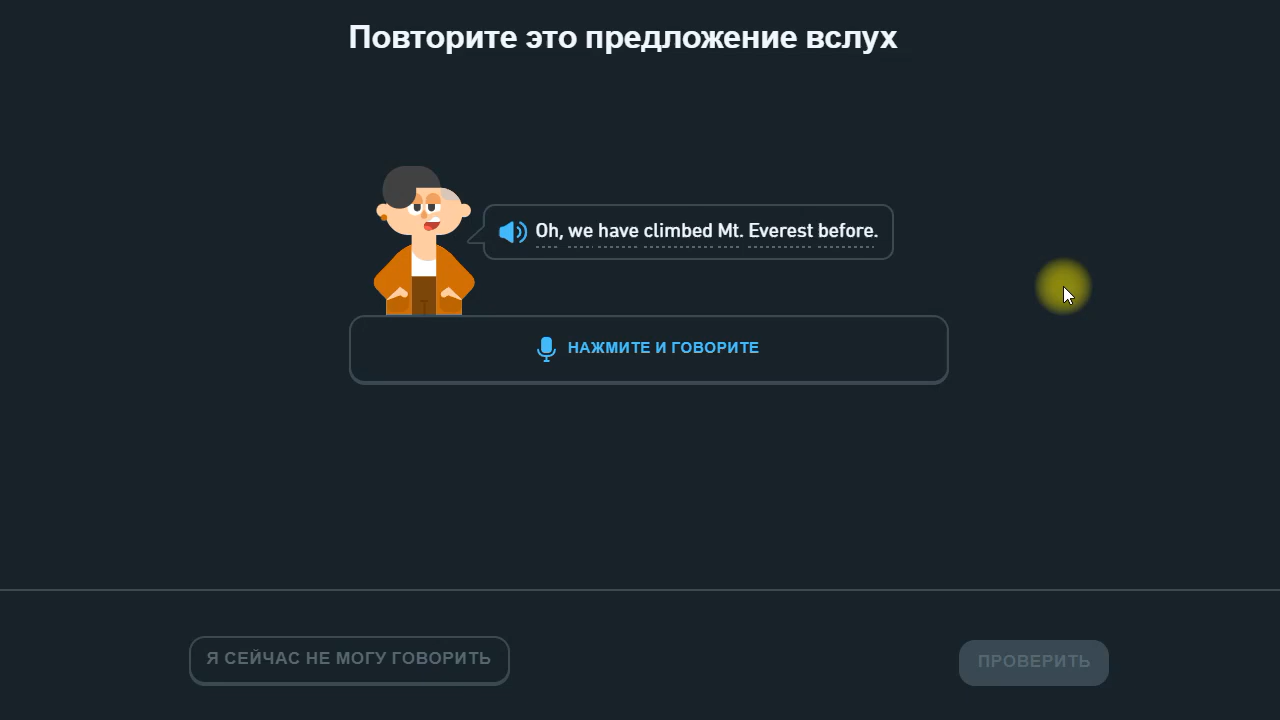 Повторите это предложение вслух
Oh, we have climbed Mt. Everest before.
НАЖМИТЕ И ГОВОРИТЕ
Я СЕЙЧАС НЕ МОГУ ГОВОРИТЬ
ПРОВЕРИТЬ